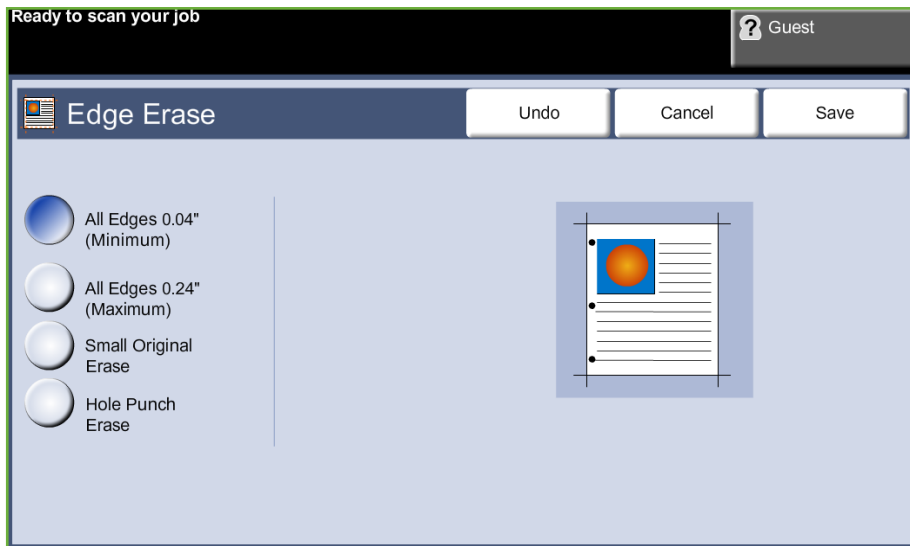 Ready to scan your job
Guest
Edge Erase
Undo
Cancel
Save
All Edges 0.04"
(Minimum)
All Edges 0.24"
(Maximum)
Small Original
Erase
Hole Punch
Erase